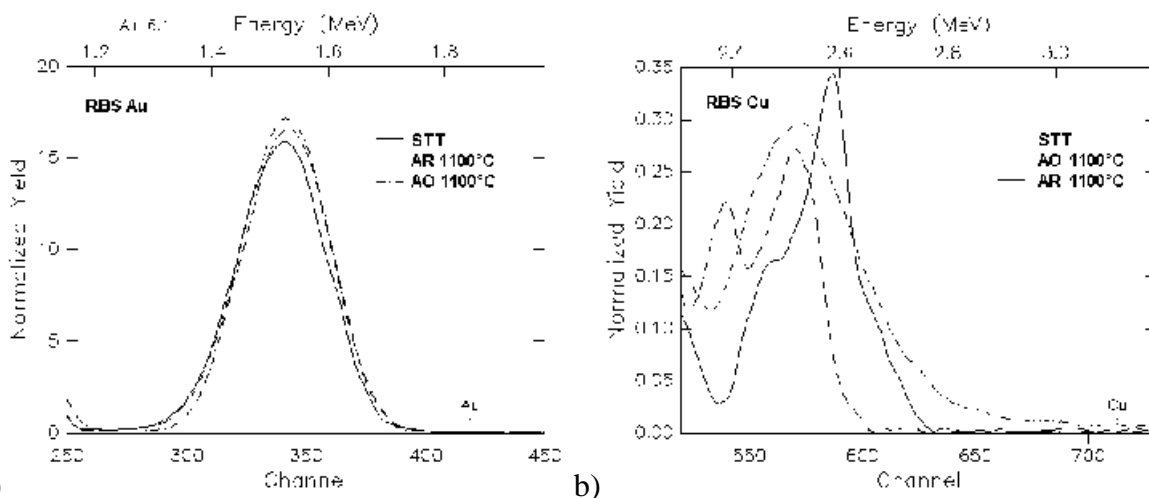 Energy (MeV)
1.2 1.4 1.6 1.8
20
15
10
5
0
RBS Au
STT
AR 1100°C
AO 1100°C
Normalized Yield
Au
250 300 350 400 450
Channel
b)
Energy (MeV)
2.6 2.8 3.0
0.35
0.30
0.25
0.20
0.15
0.10
0.05
0.00
RBS Cu
STT
AO 1100°C
AR 1100°C
Normalized Yield
Cu
550 600 650 700
Channel